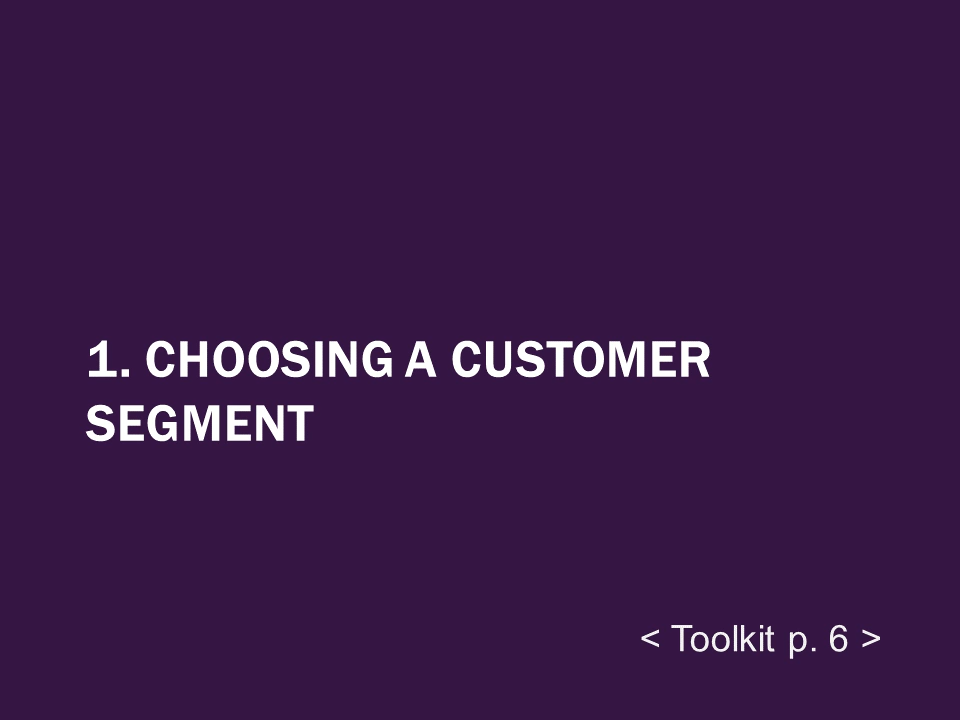 1. CHOOSING A CUSTOMER
SEGMENT
< Toolkit p. 6 >